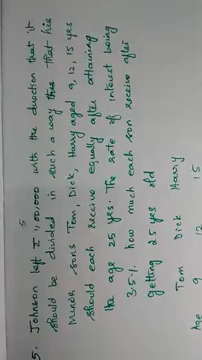 5. Johnson left ₹ 1,00,000 with the direction that it
should be divided in such a way that his
minor sons Tom, Dick, Harry aged 9, 12, 15 yrs
should each receive equally after attaining
the age 25 yrs. The rate of interest being
3.5%. how much each son receive after
getting 25 yrs old
Tom Dick Harry
Age 9 12 15